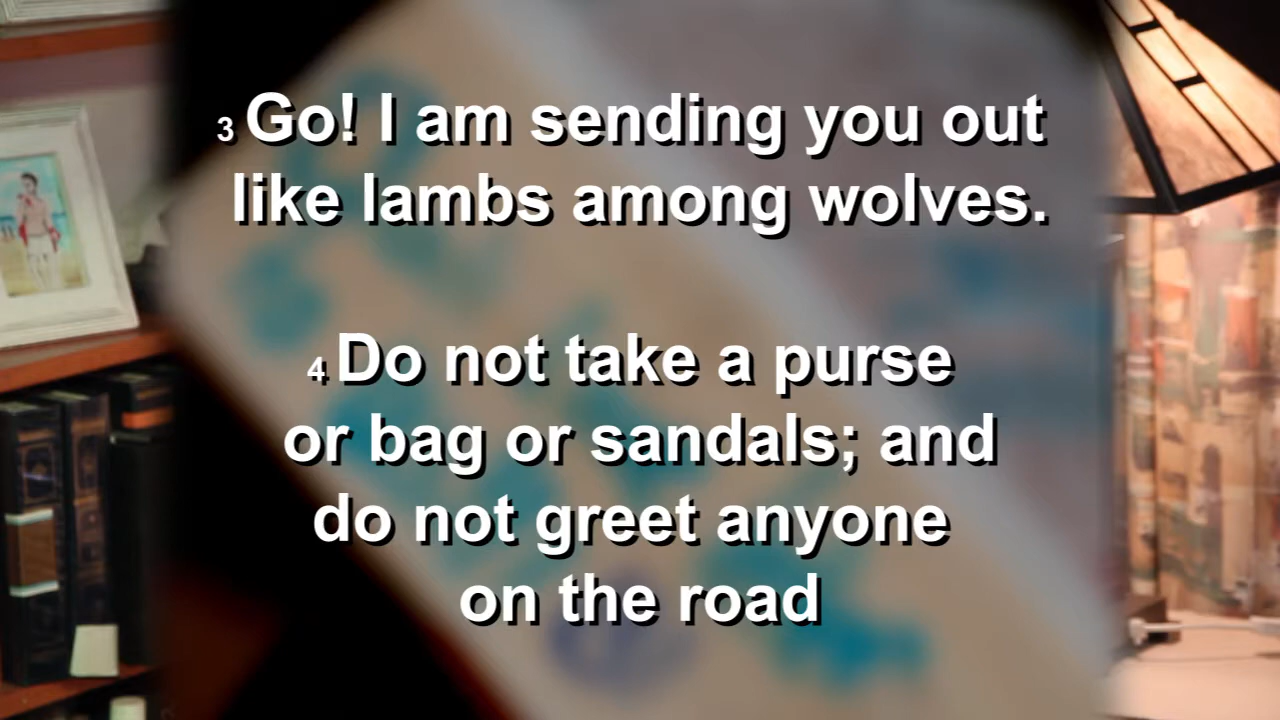 3 Go! I am sending you out
like lambs among wolves.
4 Do not take a purse
or bag or sandals; and
do not greet anyone
on the road